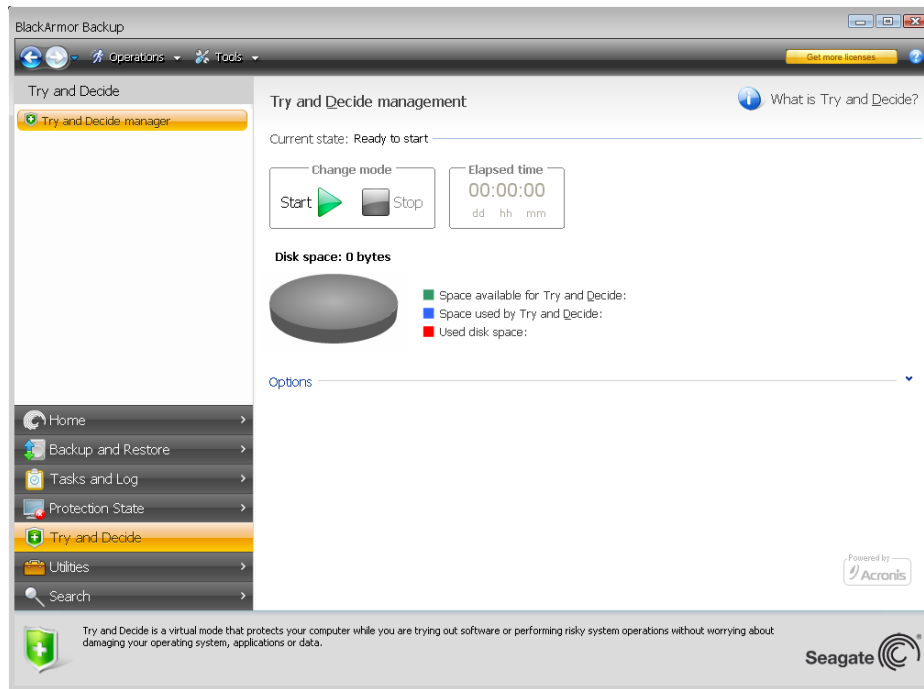 BlackArmor Backup
Operations
Tools
Get more licenses
?
Try and Decide
Try and Decide manager
Try and Decide management
What is Try and Decide?
Current state: Ready to start
Change mode
Start
Stop
Elapsed time
00:00:00
dd hh mm
Disk space: 0 bytes
Space available for Try and Decide:
Space used by Try and Decide:
Used disk space:
Options
Home
Backup and Restore
Tasks and Log
Protection State
Try and Decide
Utilities
Search
Powered by
Acronis
Try and Decide is a virtual mode that protects your computer while you are trying out software or performing risky system operations without worrying about
damaging your operating system, applications or data.
Seagate